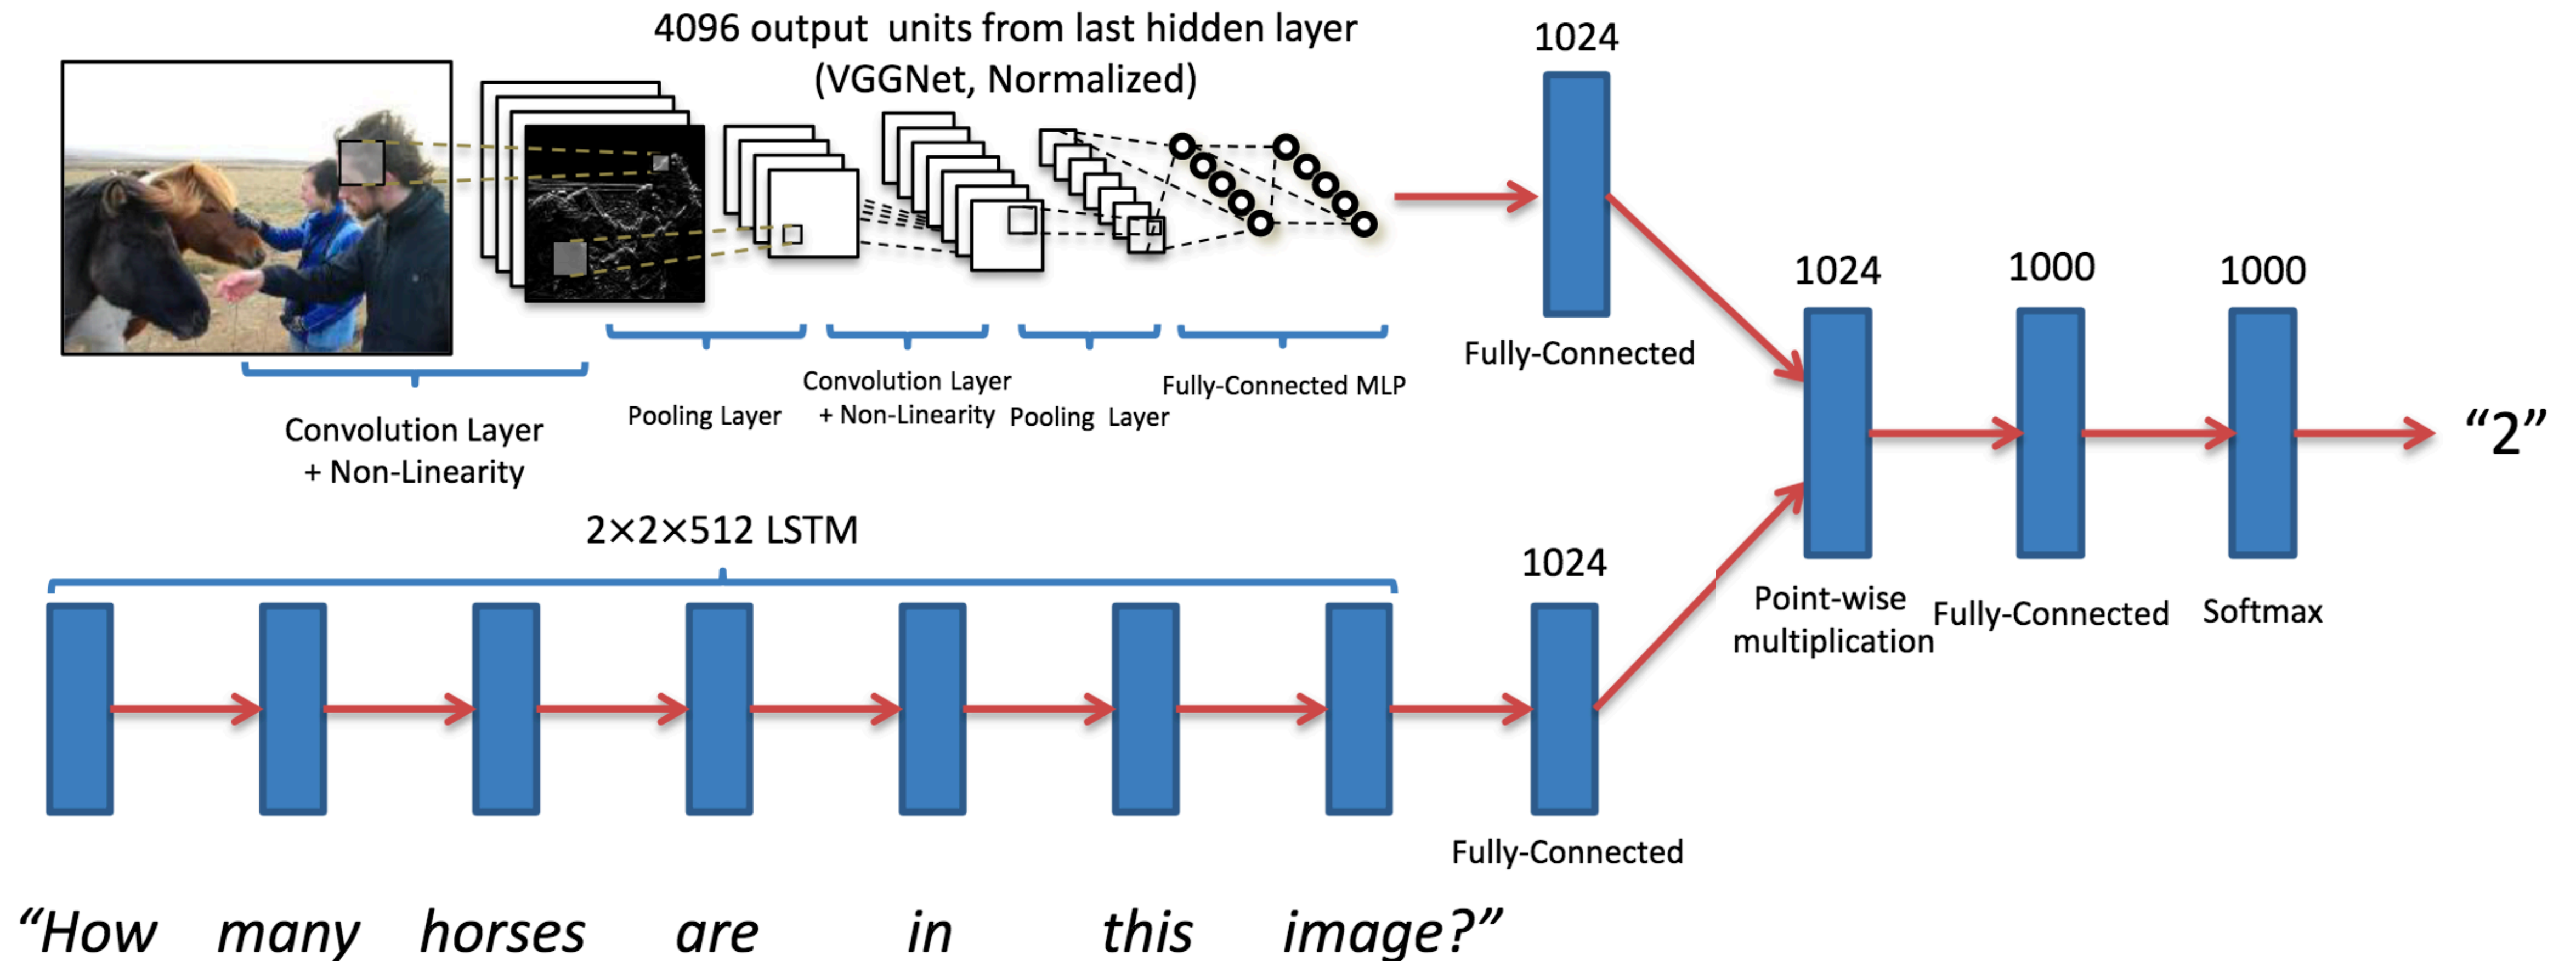 4096 output units from last hidden layer
(VGGNet, Normalized)
1024
Fully-Connected
Convolution Layer
+ Non-Linearity
Pooling Layer
Convolution Layer
+ Non-Linearity
Pooling Layer
Fully-Connected MLP
1024
1000
1000
“2”
Point-wise
multiplication
Fully-Connected
Softmax
2×2×512 LSTM
1024
Fully-Connected
“How many horses are in this image?”